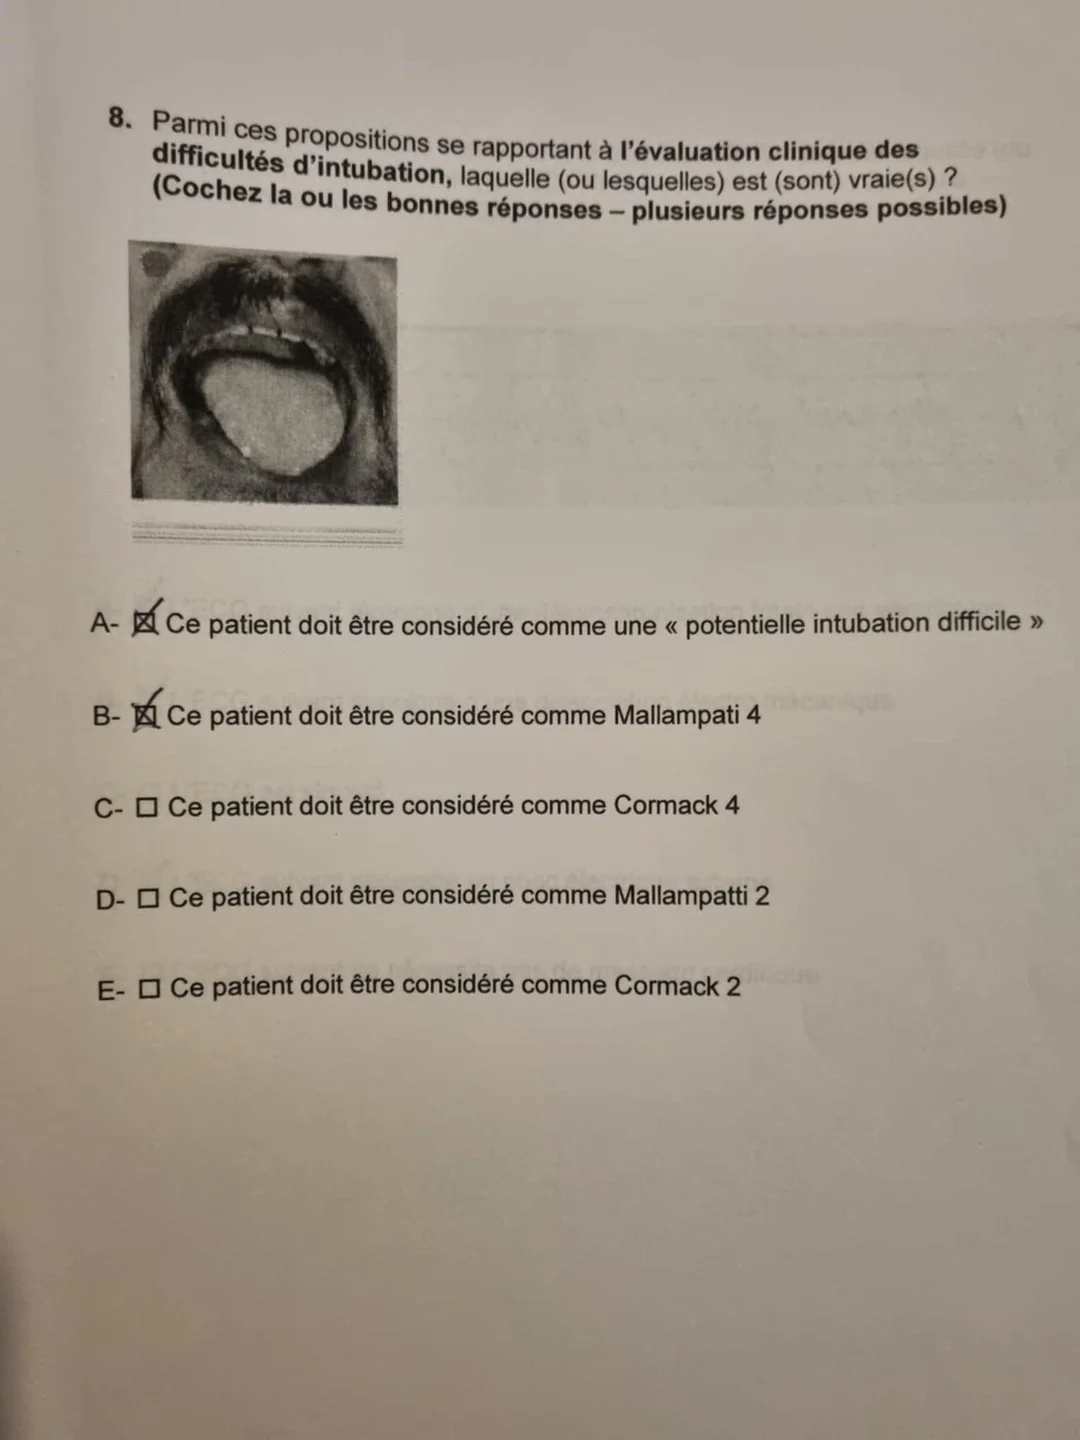 8. Parmi ces propositions se rapportant à l'évaluation clinique des
difficultés d'intubation, laquelle (ou lesquelles) est (sont) vraie(s) ?
(Cochez la ou les bonnes réponses – plusieurs réponses possibles)
A- ☒ Ce patient doit être considéré comme une « potentielle intubation difficile »
B- ☒ Ce patient doit être considéré comme Mallampati 4
C- ☐ Ce patient doit être considéré comme Cormack 4
D- ☐ Ce patient doit être considéré comme Mallampatti 2
E- ☐ Ce patient doit être considéré comme Cormack 2